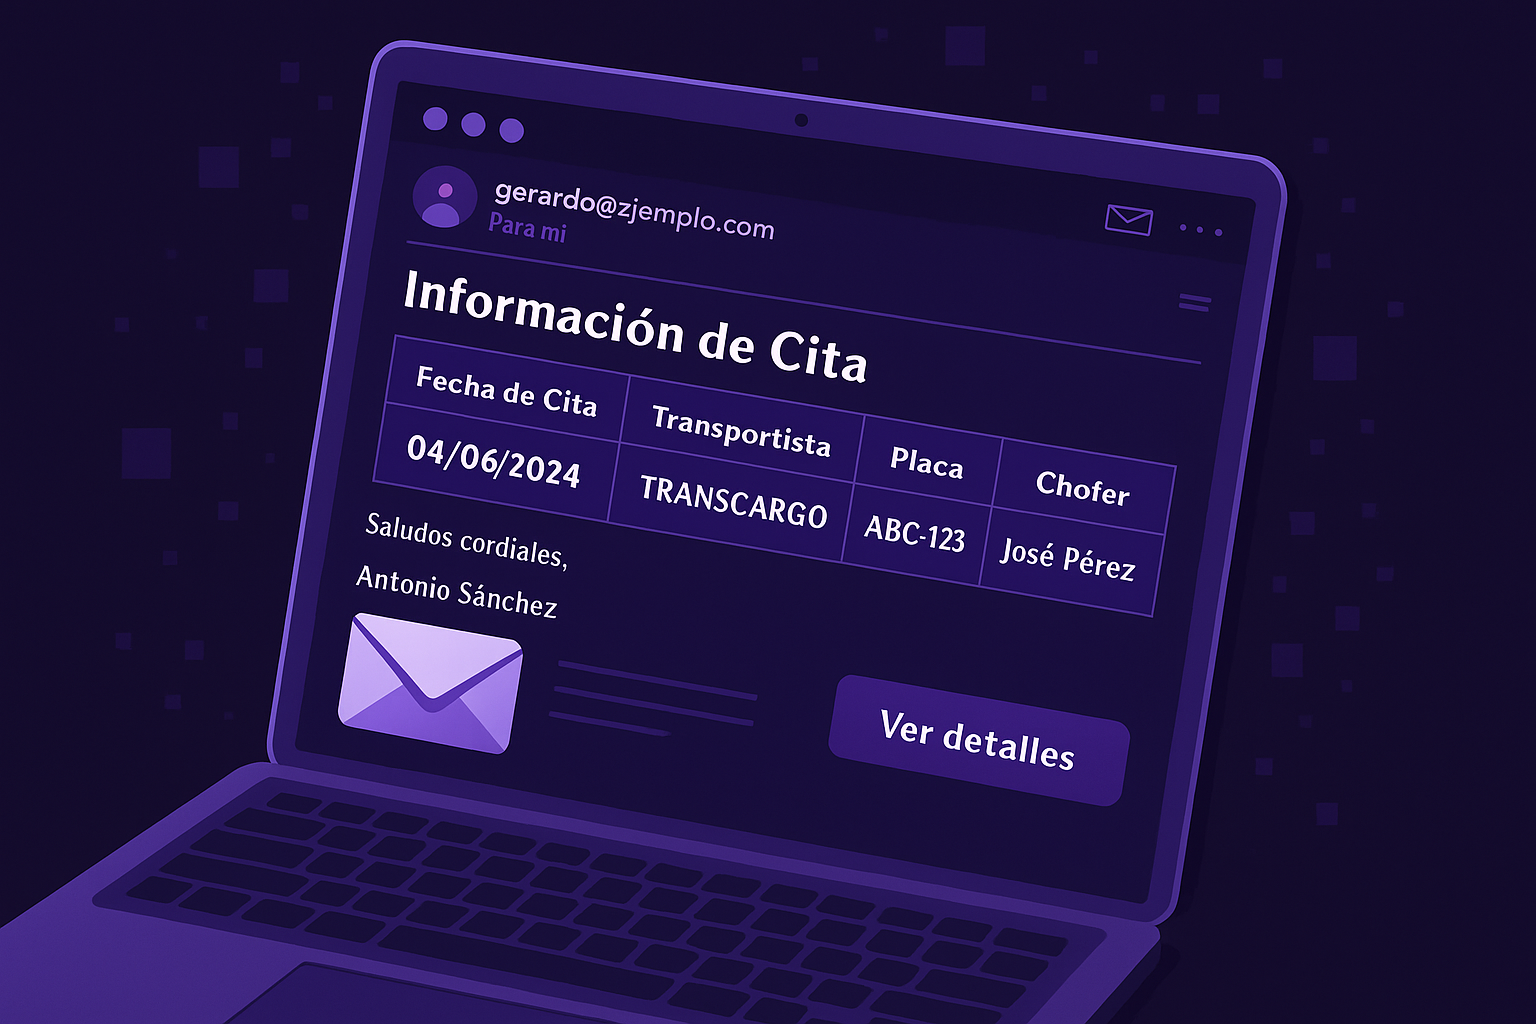 gerardo@zjemplo.com
Para mi
Información de Cita
Fecha de Cita Transportista Placa Chofer
04/06/2024 TRANSCARGO ABC-123 José Pérez
Saludos cordiales,
Antonio Sánchez
Ver detalles